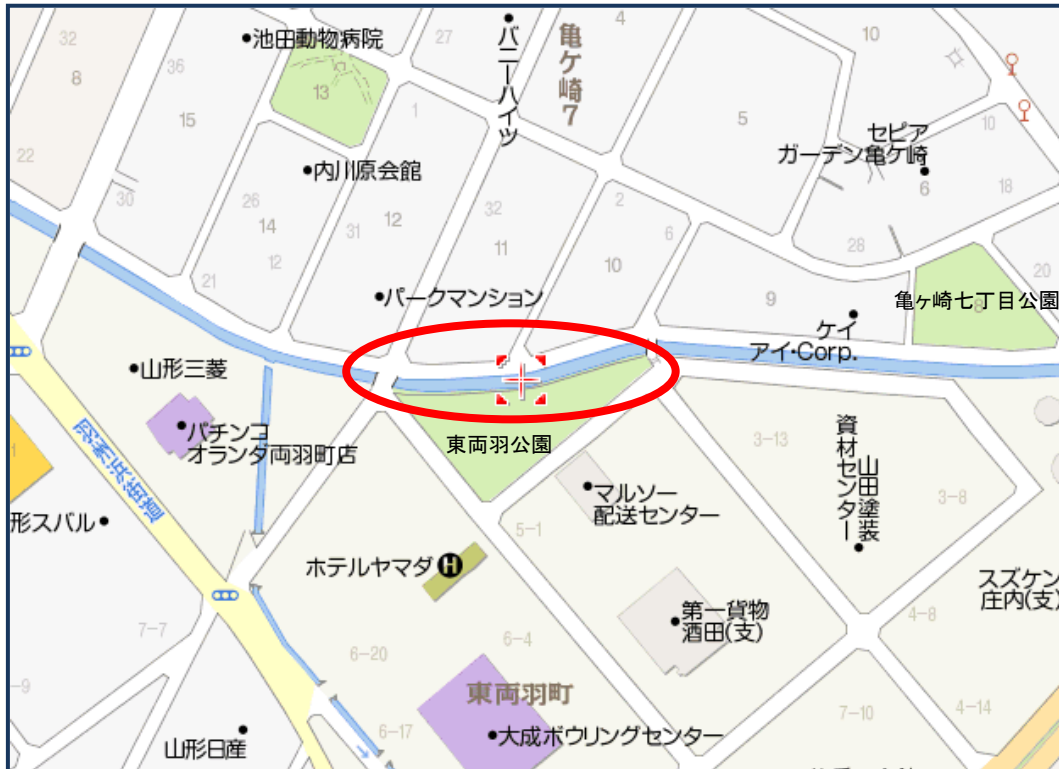 32
8
36
15
22
30
池田動物病院
13
27
1
バニーハイツ
亀ケ崎7
4
10
5
セピア
ガーデン亀ケ崎
10
6
18
28
内川原会館
26
14
12
21
31
12
32
11
2
6
10
9
20
亀ヶ崎七丁目公園
パークマンション
ケイ
アイ・Corp.
山形三菱
パチンコ
オランダ両羽町店
羽州浜街道
形スバル
東両羽公園
マルソー
配送センター
3-13
資材センター
山田塗装
3-8
5-1
ホテルヤマダ
H
第一貨物
酒田(支)
スズケン
庄内(支)
4-8
7-7
6-20
6-4
-9
東両羽町
6-17
大成ボウリングセンター
7-10
4-14
山形日産